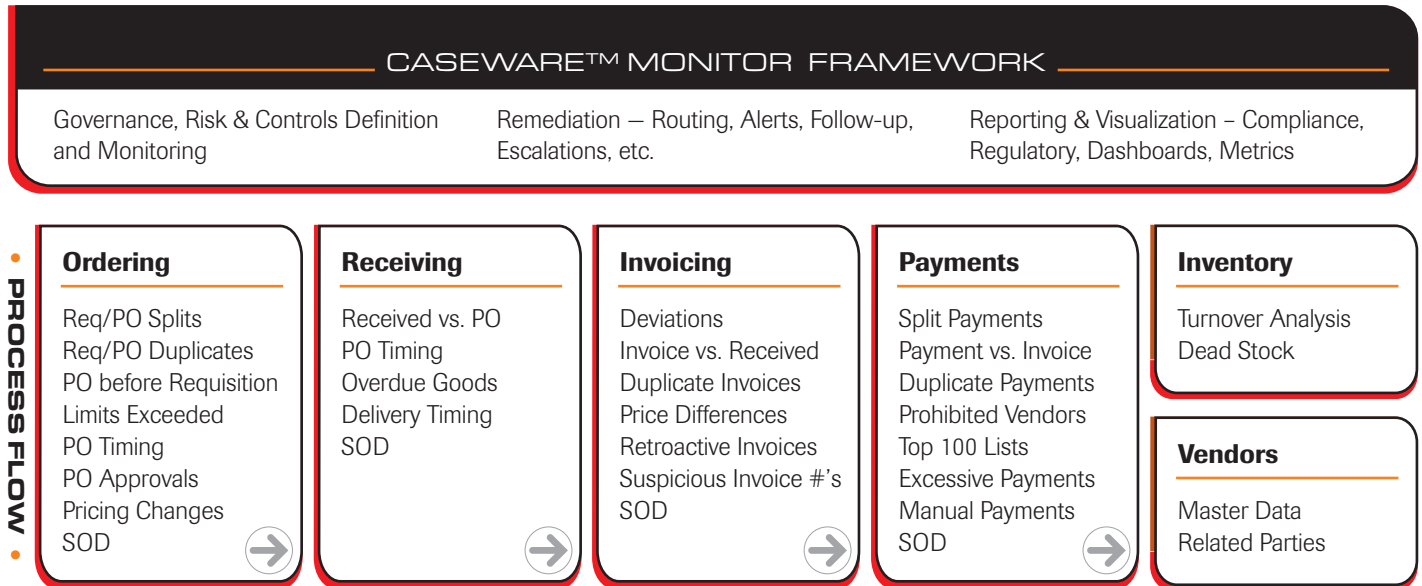 CASEWARE™ MONITOR FRAMEWORK
Governance, Risk & Controls Definition
and Monitoring
Remediation — Routing, Alerts, Follow-up,
Escalations, etc.
Reporting & Visualization – Compliance,
Regulatory, Dashboards, Metrics
• PROCESS FLOW •
Ordering
Req/PO Splits
Req/PO Duplicates
PO before Requisition
Limits Exceeded
PO Timing
PO Approvals
Pricing Changes
SOD
Receiving
Received vs. PO
PO Timing
Overdue Goods
Delivery Timing
SOD
Invoicing
Deviations
Invoice vs. Received
Duplicate Invoices
Price Differences
Retroactive Invoices
Suspicious Invoice #’s
SOD
Payments
Split Payments
Payment vs. Invoice
Duplicate Payments
Prohibited Vendors
Top 100 Lists
Excessive Payments
Manual Payments
SOD
Inventory
Turnover Analysis
Dead Stock
Vendors
Master Data
Related Parties